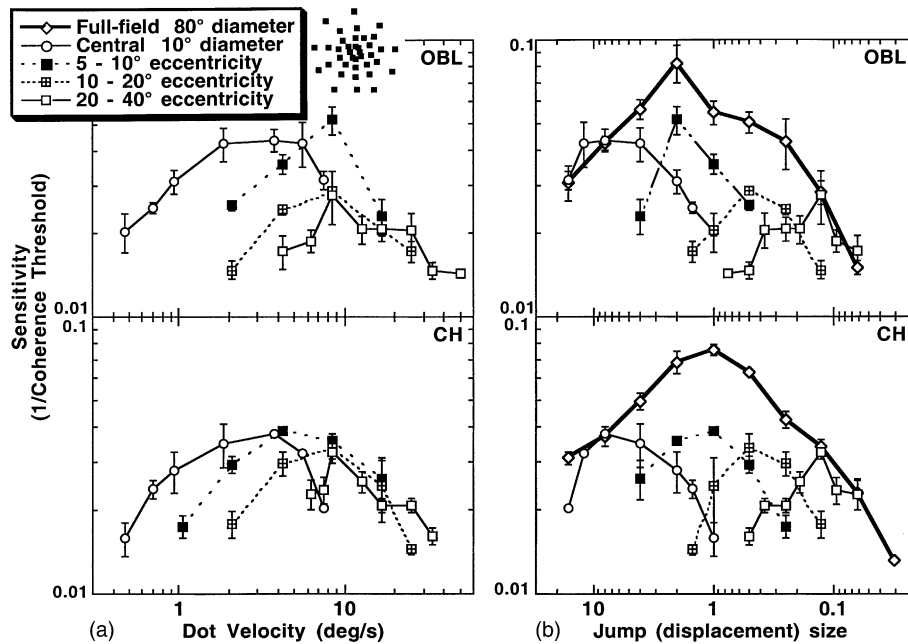 Full-field 80° diameter
Central 10° diameter
5 - 10° eccentricity
10 - 20° eccentricity
20 - 40° eccentricity
OBL
OBL
0.1
0.01
0.01
0.1
0.1
CH
CH
0.01
0.01
Sensitivity
(1/Coherence Threshold)
1
10
10
1
0.1
(a)
Dot Velocity (deg/s)
(b)
Jump (displacement) size